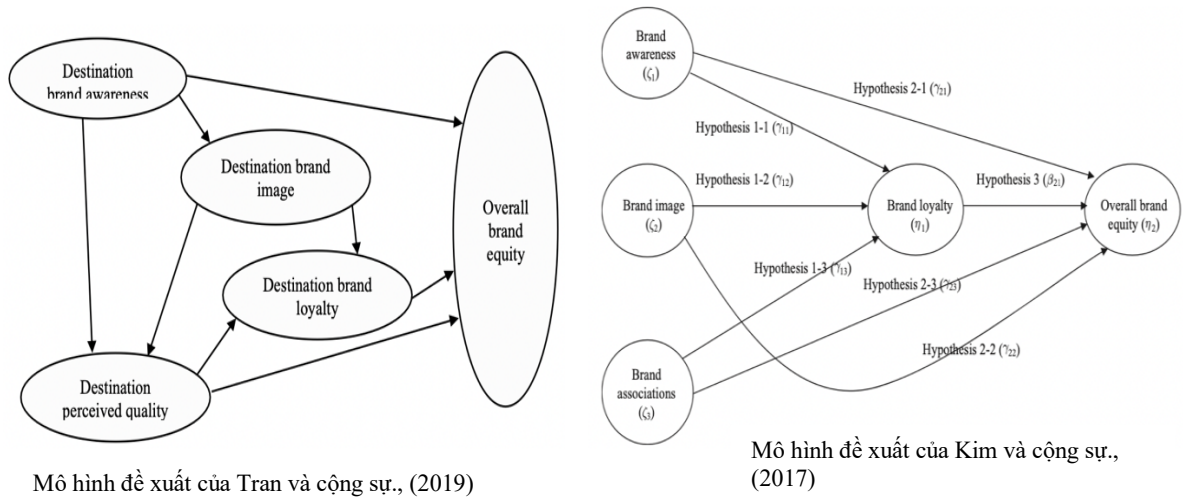 Destination
brand awareness
Destination brand
image
Destination brand
loyalty
Destination
perceived quality
Overall
brand
equity
Mô hình đề xuất của Tran và cộng sự., (2019)
Brand
awareness
(ζ₁)
Hypothesis 2-1 (γ₂₁)
Hypothesis 1-1 (γ₁₁)
Hypothesis 1-2 (γ₁₂)
Hypothesis 3 (β₂₁)
Brand image
(ζ₂)
Brand loyalty
(η₁)
Overall brand
equity (η₂)
Hypothesis 1-3 (γ₁₃)
Hypothesis 2-3 (γ₂₃)
Hypothesis 2-2 (γ₂₂)
Brand
associations
(ζ₃)
Mô hình đề xuất của Kim và cộng sự.,
(2017)